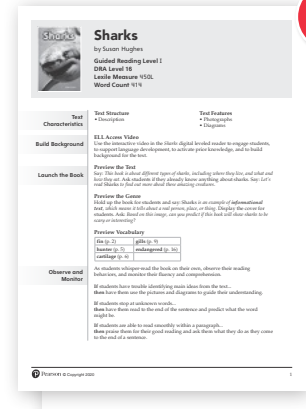 Sharks
Sharks
by Susan Hughes
Guided Reading Level I
DRA Level 16
Lexile Measure 450L
Word Count 414
Text Characteristics
Text Structure
• Description
Text Features
• Photographs
• Diagrams
Build Background
ELL Access Video
Use the interactive video in the Sharks digital leveled reader to engage students,
to support language development, to activate prior knowledge, and to build
background for the text.
Launch the Book
Preview the Text
Say: This book is about different types of sharks, including where they live, and what and
how they eat. Ask students if they already know anything about sharks. Say: Let's
read Sharks to find out more about these amazing creatures.
Preview the Genre
Hold up the book for students and say: Sharks is an example of informational
text, which means it tells about a real person, place, or thing. Display the cover for
students. Ask: Based on this image, can you predict if this book will show sharks to be
scary or interesting?
Preview Vocabulary
fin (p. 2) gills (p. 9)
hunter (p. 5) endangered (p. 16)
cartilage (p. 6)
Observe and Monitor
As students whisper-read the book on their own, observe their reading
behaviors, and monitor their fluency and comprehension.
If students have trouble identifying main ideas from the text...
then have them use the pictures and diagrams to guide their understanding.
If students stop at unknown words...
then have them read to the end of the sentence and predict what the word
might be.
If students are able to read smoothly within a paragraph...
then praise them for their good reading and ask them what they do as they come
to the end of a sentence.
Pearson © Copyright 2020
1